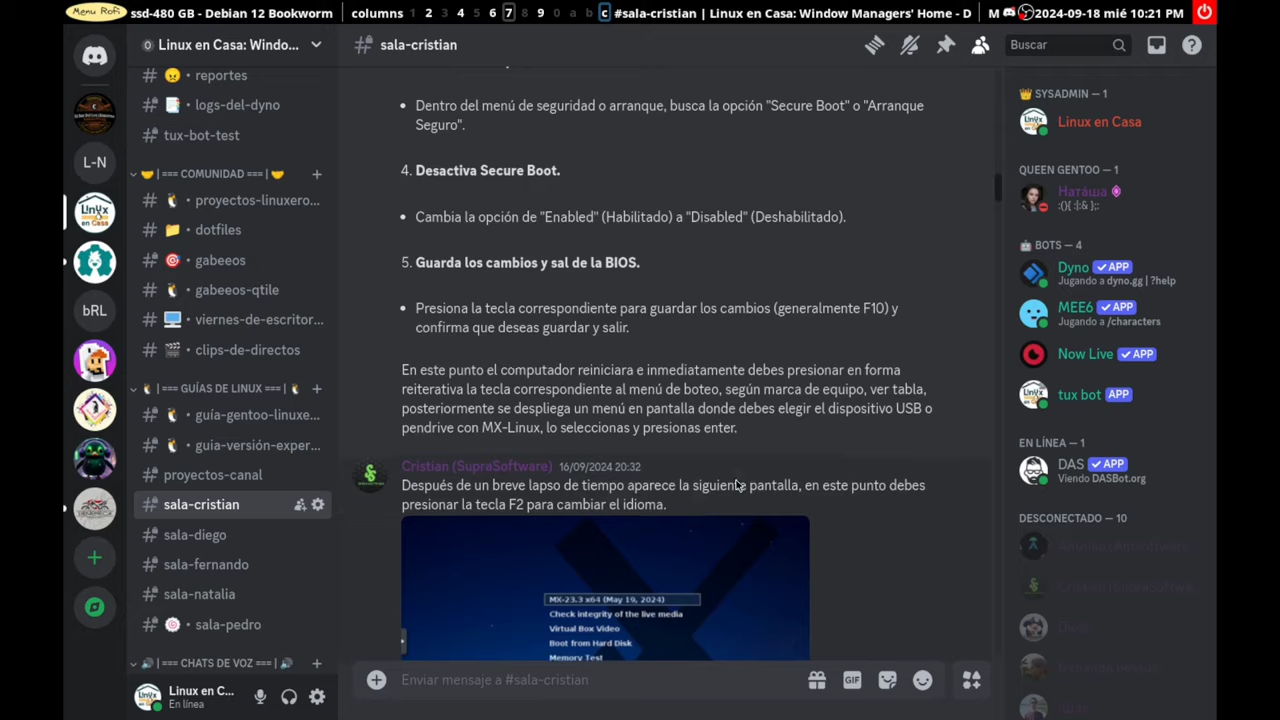 Menu Rofi
ssd-480 GB - Debian 12 Bookworm
columns 1 2 3 4 5 6 7 8 9 0 a b c
#sala-cristian | Linux en Casa: Window Managers' Home - D
M 2024-09-18 mié 10:21 PM
Linux en Casa: Windo...
# sala-cristian
Buscar
L-N
bRL
reportes
logs-del-dyno
tux-bot-test
| === COMUNIDAD === |
proyectos-linuxero...
dotfiles
gabeeos
gabeeos-qtile
viernes-de-escritor...
clips-de-directos
| === GUÍAS DE LINUX === |
guía-gentoo-linuxe...
guia-versión-exper...
proyectos-canal
sala-cristian
sala-diego
sala-fernando
sala-natalia
sala-pedro
| === CHATS DE VOZ === |
Linux en C...
En línea
• Dentro del menú de seguridad o arranque, busca la opción "Secure Boot" o "Arranque
Seguro".
4. Desactiva Secure Boot.
• Cambia la opción de "Enabled" (Habilitado) a "Disabled" (Deshabilitado).
5. Guarda los cambios y sal de la BIOS.
• Presiona la tecla correspondiente para guardar los cambios (generalmente F10) y
confirma que deseas guardar y salir.
En este punto el computador reiniciara e inmediatamente debes presionar en forma
reiterativa la tecla correspondiente al menú de boteo, según marca de equipo, ver tabla,
posteriormente se despliega un menú en pantalla donde debes elegir el dispositivo USB o
pendrive con MX-Linux, lo seleccionas y presionas enter.
Cristian (SupraSoftware) 16/09/2024 20:32
Después de un breve lapso de tiempo aparece la siguiente pantalla, en este punto debes
presionar la tecla F2 para cambiar el idioma.
MX-23.3 x64 (May 19, 2024)
Check integrity of the live media
Virtual Box Video
Boot from Hard Disk
Memory Test
Enviar mensaje a #sala-cristian
GIF
SYSADMIN — 1
Linux en Casa
QUEEN GENTOO — 1
Наташа
:(){ :|:& };:
BOTS — 4
Dyno APP
Jugando a dyno.gg | ?help
MEE6 APP
Jugando a /characters
Now Live APP
tux bot APP
EN LÍNEA — 1
DAS APP
Viendo DASBot.org
DESCONECTADO — 10
Cristian (SupraSoftwa...